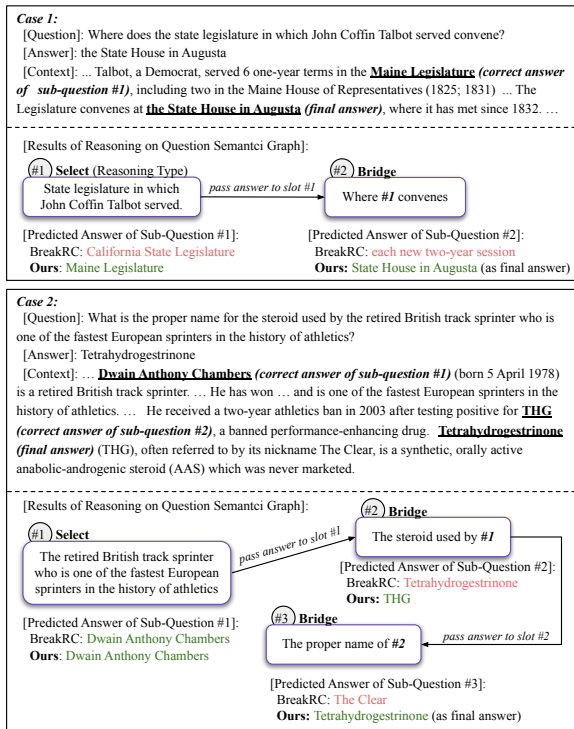 Case 1:
[Question]: Where does the state legislature in which John Coffin Talbot served convene?
[Answer]: the State House in Augusta
[Context]: ... Talbot, a Democrat, served 6 one-year terms in the Maine Legislature (correct answer
of sub-question #1), including two in the Maine House of Representatives (1825; 1831) ... The
Legislature convenes at the State House in Augusta (final answer), where it has met since 1832. ...
[Results of Reasoning on Question Semantci Graph]:
#1 Select (Reasoning Type)
State legislature in which
John Coffin Talbot served.
pass answer to slot #1
#2 Bridge
Where #1 convenes
[Predicted Answer of Sub-Question #1]:
BreakRC: California State Legislature
Ours: Maine Legislature
[Predicted Answer of Sub-Question #2]:
BreakRC: each new two-year session
Ours: State House in Augusta (as final answer)
Case 2:
[Question]: What is the proper name for the steroid used by the retired British track sprinter who is
one of the fastest European sprinters in the history of athletics?
[Answer]: Tetrahydrogestrinone
[Context]: ... Dwain Anthony Chambers (correct answer of sub-question #1) (born 5 April 1978)
is a retired British track sprinter. ... He has won ... and is one of the fastest European sprinters in the
history of athletics. ... He received a two-year athletics ban in 2003 after testing positive for THG
(correct answer of sub-question #2), a banned performance-enhancing drug. Tetrahydrogestrinone
(final answer) (THG), often referred to by its nickname The Clear, is a synthetic, orally active
anabolic-androgenic steroid (AAS) which was never marketed.
[Results of Reasoning on Question Semantci Graph]:
#1 Select
The retired British track sprinter
who is one of the fastest European
sprinters in the history of athletics
pass answer to slot #1
#2 Bridge
The steroid used by #1
[Predicted Answer of Sub-Question #2]:
BreakRC: Tetrahydrogestrinone
Ours: THG
[Predicted Answer of Sub-Question #1]:
BreakRC: Dwain Anthony Chambers
Ours: Dwain Anthony Chambers
#3 Bridge
The proper name of #2
pass answer to slot #2
[Predicted Answer of Sub-Question #3]:
BreakRC: The Clear
Ours: Tetrahydrogestrinone (as final answer)